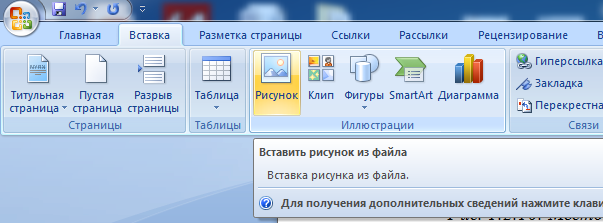 Главная Вставка Разметка страницы Ссылки Рассылки Рецензирование
Титульная страница Пустая страница Разрыв страницы
Страницы
Таблица
Таблицы
Рисунок Клип Фигуры SmartArt Диаграмма
Иллюстрации
Гиперссылка
Закладка
Перекрестна
Связи
Вставить рисунок из файла
Вставка рисунка из файла.
Для получения дополнительных сведений нажмите клави